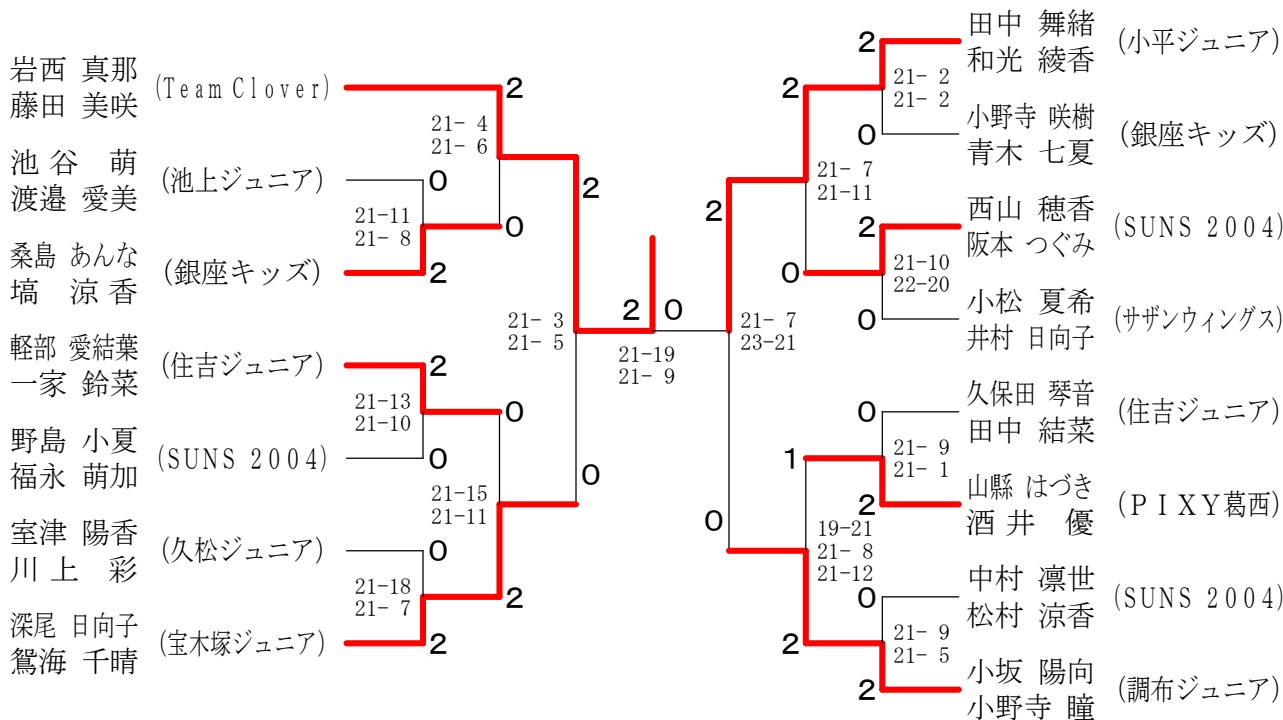 岩西 真那
藤田 美咲
(Team Clover)
2
21- 4
21- 6
池谷 萌
渡邉 愛美
(池上ジュニア)
0
21-11
21- 8
0
桑島 あんな
塙 涼香
(銀座キッズ)
2
2
21- 3
21- 5
軽部 愛結葉
一家 鈴菜
(住吉ジュニア)
2
21-13
21-10
0
野島 小夏
福永 萌加
(SUNS 2004)
0
21-15
21-11
0
室津 陽香
川上 彩
(久松ジュニア)
0
21-18
21- 7
2
深尾 日向子
鴛海 千晴
(宝木塚ジュニア)
2
2
0
21-19
21- 9
田中 舞緒
和光 綾香
(小平ジュニア)
2
21- 2
21- 2
2
小野寺 咲樹
青木 七夏
(銀座キッズ)
0
21- 7
21-11
2
西山 穂香
阪本 つぐみ
(SUNS 2004)
2
21-10
22-20
0
小松 夏希
井村 日向子
(サザンウィングス)
0
21- 7
23-21
久保田 琴音
田中 結菜
(住吉ジュニア)
0
21- 9
21- 1
1
山縣 はづき
酒井 優
(PIXY葛西)
2
0
19-21
21- 8
21-12
中村 凛世
松村 涼香
(SUNS 2004)
0
21- 9
21- 5
2
小坂 陽向
小野寺 瞳
(調布ジュニア)
2